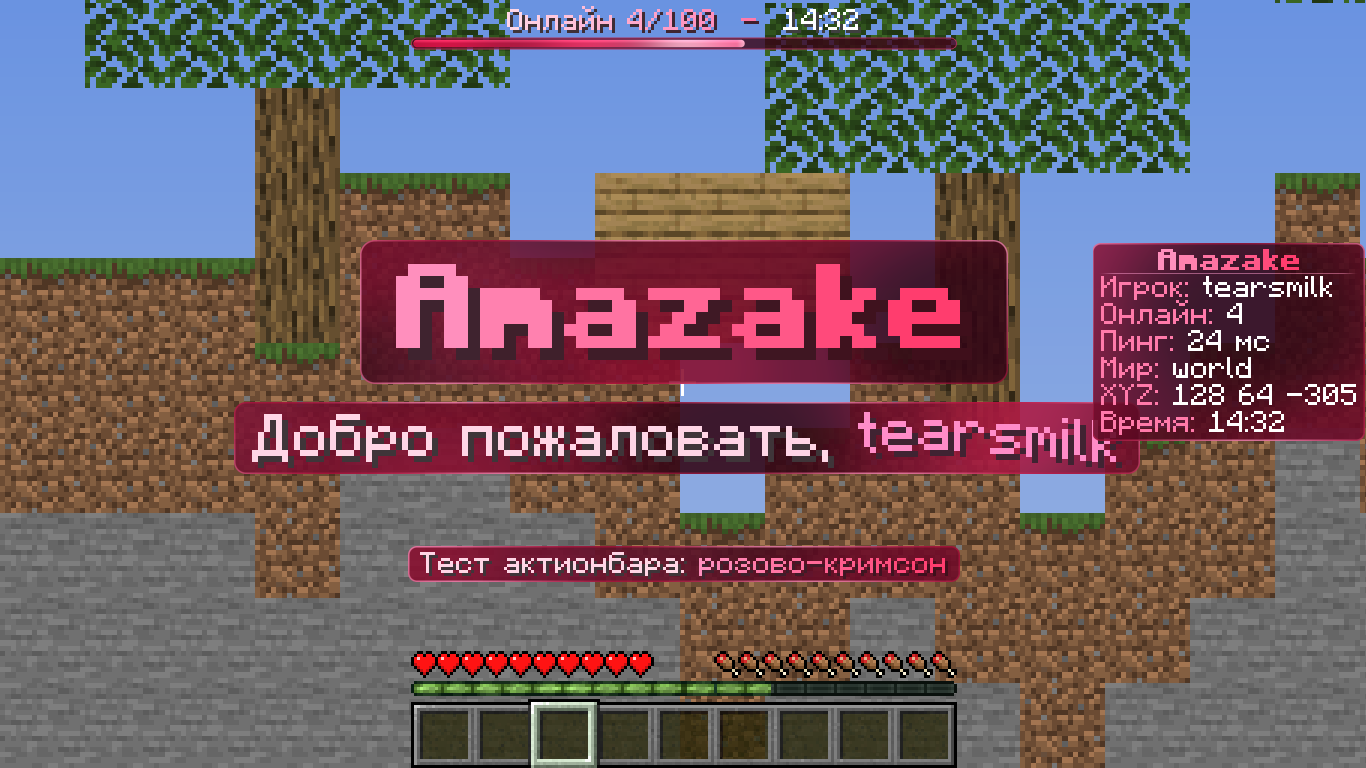 Онлайн 4/100 - 14:32
Amazake
Добро пожаловать, tearsmilk
Тест актионбара: розово-кримсон
Amazake
Игрок: tearsmilk
Онлайн: 4
Пинг: 24 мс
Мир: world
XYZ: 128 64 -305
Время: 14:32